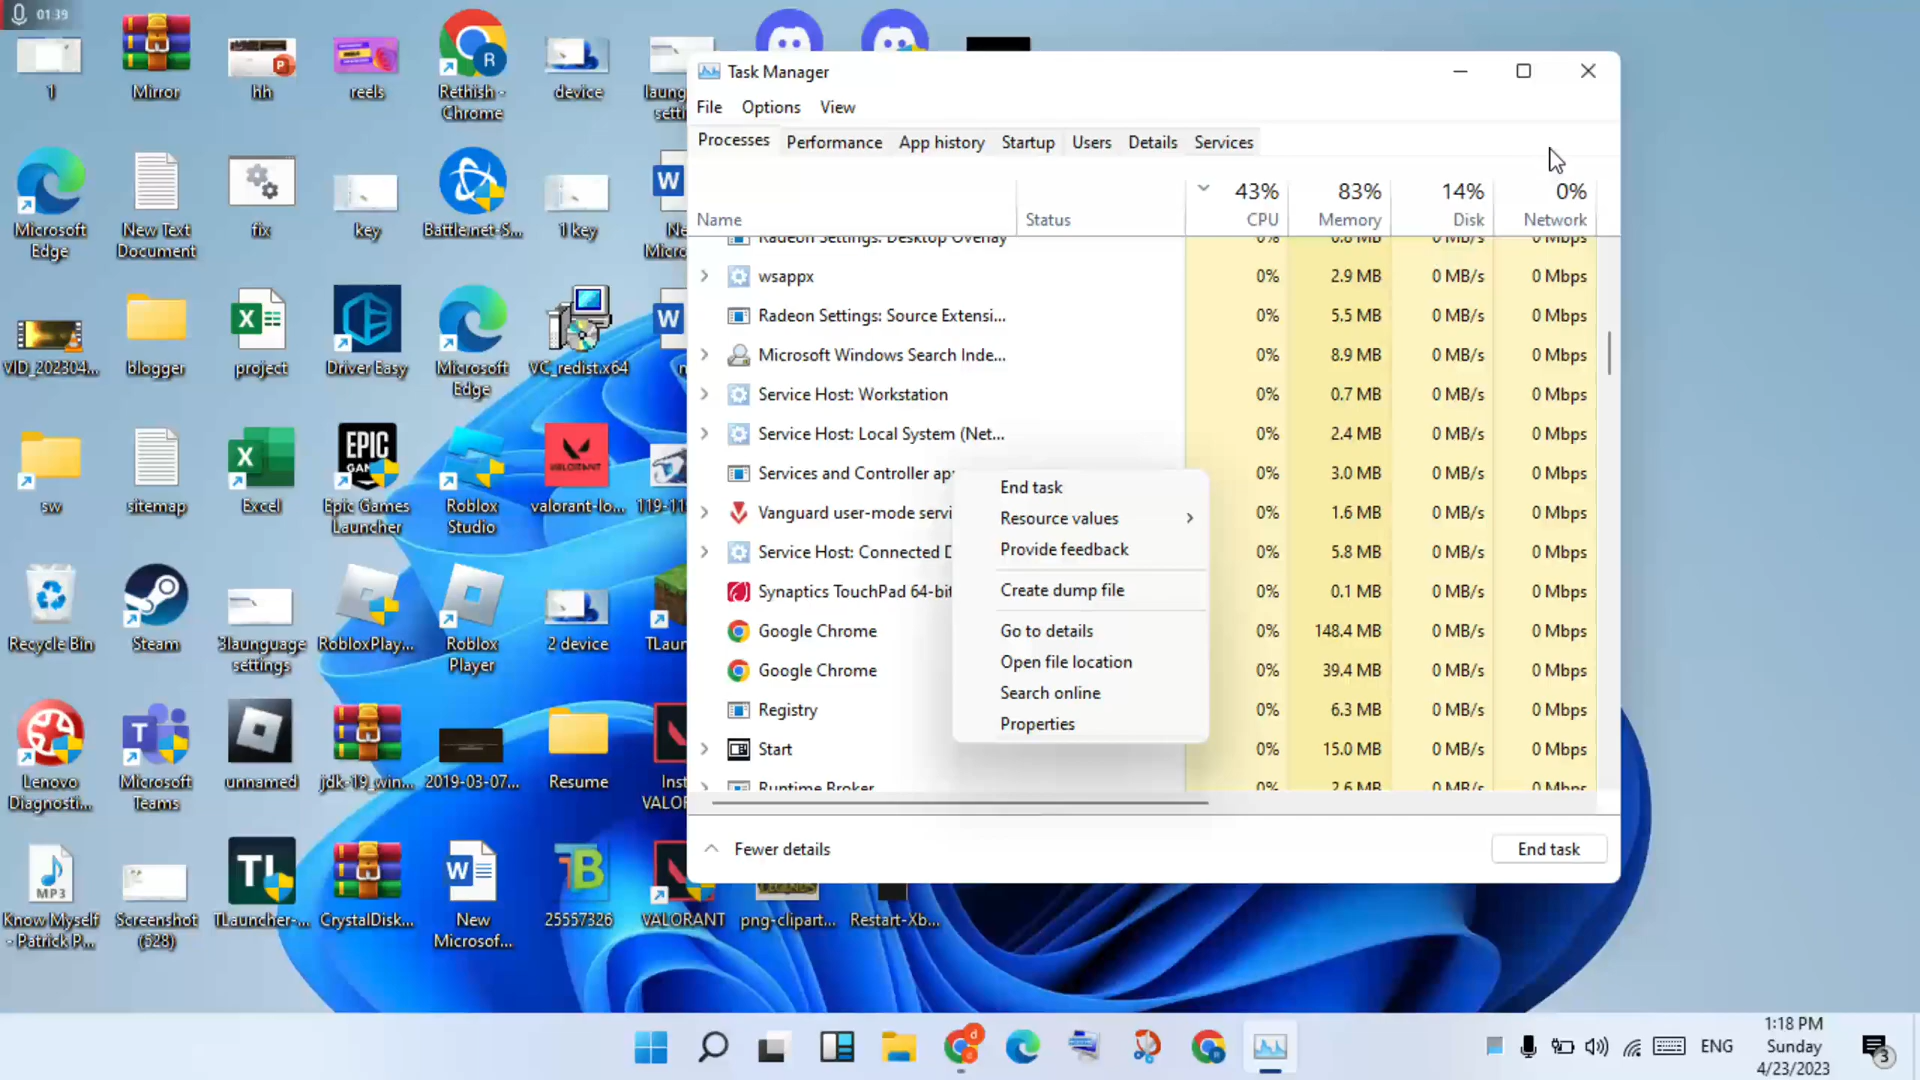 01:39
1
Mirror
hh
reels
Rethish -
Chrome
device
laung
setti
Microsoft
Edge
New Text
Document
fix
key
Battle.net-S...
1 key
Ne
Micro
VID_202304...
blogger
project
Driver Easy
Microsoft
Edge
VC_redist.x64
sw
sitemap
Excel
EPIC
Epic Games
Launcher
Roblox
Studio
VALORANT
valorant-lo...
119-11
Recycle Bin
Steam
3launguage
settings
RobloxPlay...
Roblox
Player
2 device
TLau
Lenovo
Diagnosti...
Microsoft
Teams
unnamed
jdk-19_win...
2019-03-07...
Resume
Inst
VALOR
MP3
TL
Know Myself
- Patrick P...
Screenshot
(528)
TLauncher-...
CrystalDisk...
New
Microsof...
25557326
VALORANT
png-clipart...
Restart-Xb...
Task Manager
File Options View
Processes Performance App history Startup Users Details Services
43% 83% 14% 0%
Name Status CPU Memory Disk Network
Radeon Settings: Desktop Overlay 0% 0.8 MB 0 MB/s 0 Mbps
wsappx 0% 2.9 MB 0 MB/s 0 Mbps
Radeon Settings: Source Extensi... 0% 5.5 MB 0 MB/s 0 Mbps
Microsoft Windows Search Inde... 0% 8.9 MB 0 MB/s 0 Mbps
Service Host: Workstation 0% 0.7 MB 0 MB/s 0 Mbps
Service Host: Local System (Net... 0% 2.4 MB 0 MB/s 0 Mbps
Services and Controller ap 0% 3.0 MB 0 MB/s 0 Mbps
Vanguard user-mode servi 0% 1.6 MB 0 MB/s 0 Mbps
Service Host: Connected D 0% 5.8 MB 0 MB/s 0 Mbps
Synaptics TouchPad 64-bit 0% 0.1 MB 0 MB/s 0 Mbps
Google Chrome 0% 148.4 MB 0 MB/s 0 Mbps
Google Chrome 0% 39.4 MB 0 MB/s 0 Mbps
Registry 0% 6.3 MB 0 MB/s 0 Mbps
Start 0% 15.0 MB 0 MB/s 0 Mbps
Runtime Broker 0% 2.6 MB 0 MB/s 0 Mbps
End task
Resource values
Provide feedback
Create dump file
Go to details
Open file location
Search online
Properties
Fewer details
End task
ENG
1:18 PM
Sunday
4/23/2023
3